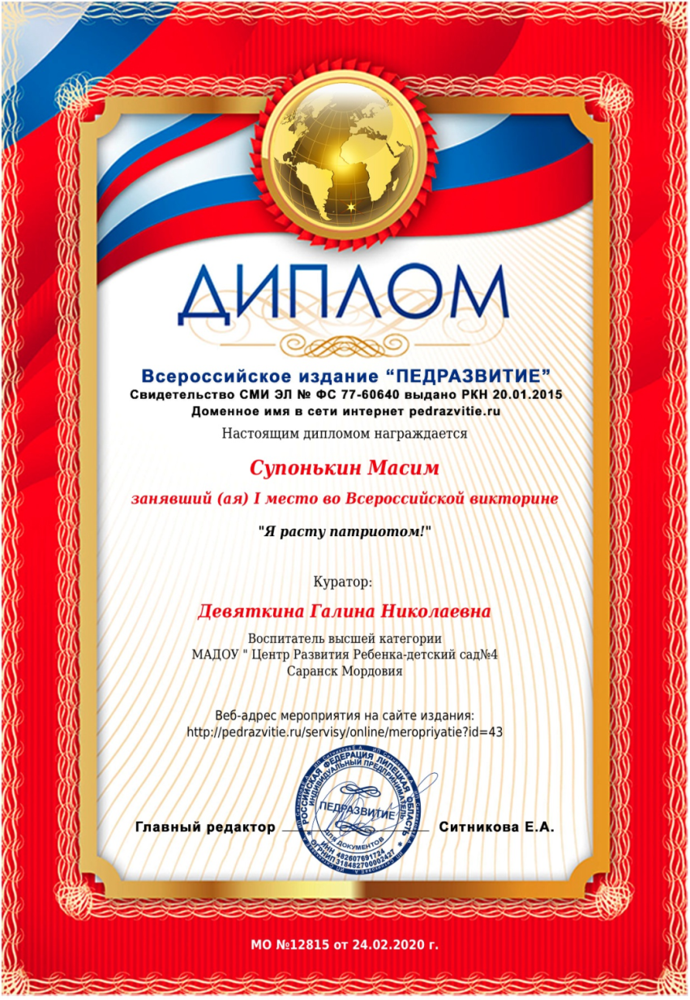 ДИПЛОМ
Всероссийское издание “ПЕДРАЗВИТИЕ”
Свидетельство СМИ ЭЛ № ФС 77-60640 выдано РКН 20.01.2015
Доменное имя в сети интернет pedrazvitie.ru
Настоящим дипломом награждается
Супонькин Масим
занявший (ая) I место во Всероссийской викторине
"Я расту патриотом!"
Куратор:
Девяткина Галина Николаевна
Воспитатель высшей категории
МАДОУ " Центр Развития Ребенка-детский сад№4
Саранск Мордовия
Веб-адрес мероприятия на сайте издания:
http://pedrazvitie.ru/servisy/online/meropriyatie?id=43
РОССИЙСКАЯ ФЕДЕРАЦИЯ ЛИПЕЦКАЯ ОБЛАСТЬ
ИНДИВИДУАЛЬНЫЙ ПРЕДПРИНИМАТЕЛЬ
ПЕДРАЗВИТИЕ
ДЛЯ ДОКУМЕНТОВ
ИНН 482607691724
ОГРНИП 318482700002427
Главный редактор Ситникова Е.А.
МО №12815 от 24.02.2020 г.